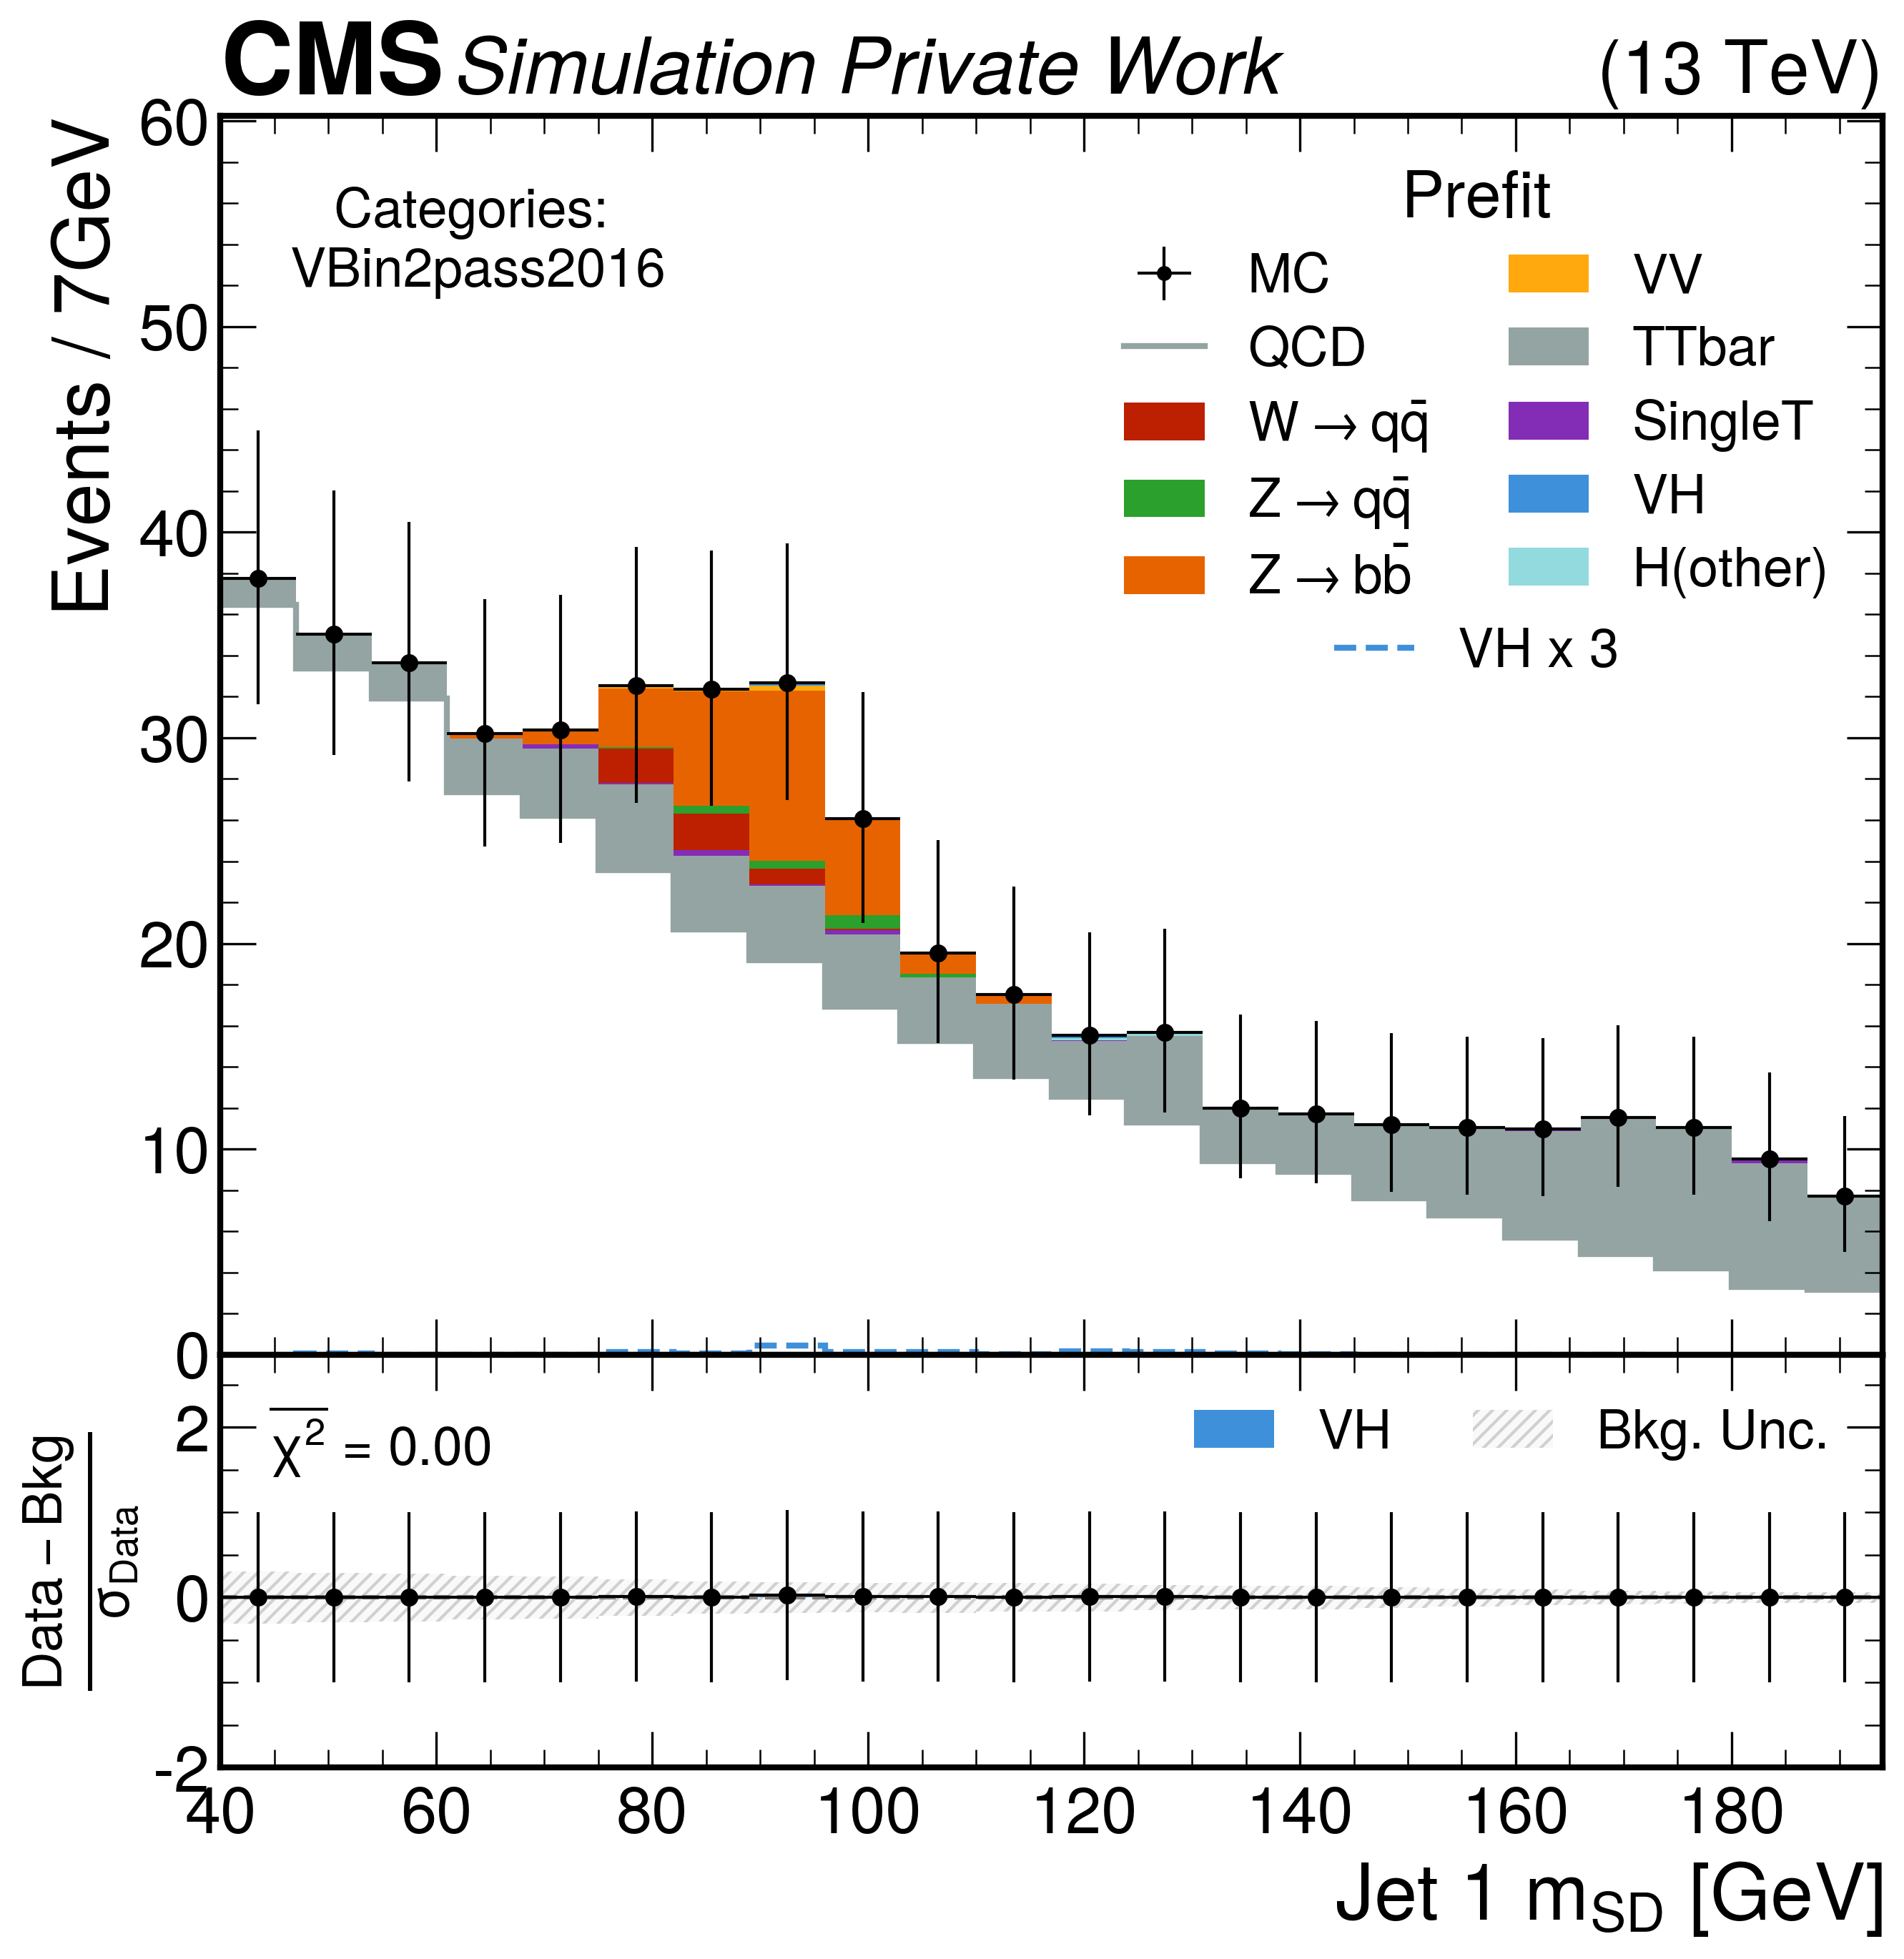 CMS Simulation Private Work (13 TeV)
Events / 7GeV
60
50
40
30
20
10
0
Categories:
VBin2pass2016
Prefit
MC
QCD
W → qq̄
Z → qq̄
Z → bb̄
VV
TTbar
SingleT
VH
H(other)
VH x 3
Data – Bkg
σData
2
0
-2
χ² = 0.00
VH
Bkg. Unc.
40 60 80 100 120 140 160 180
Jet 1 mSD [GeV]